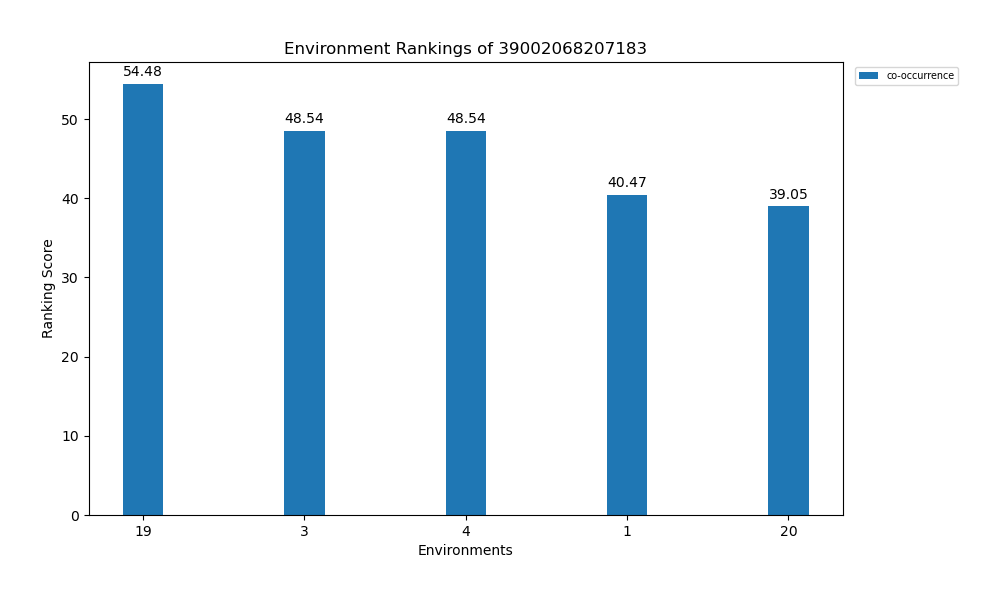 Environment Rankings of 39002068207183
co-occurrence
54.48
48.54
48.54
40.47
39.05
50
40
30
20
10
0
Ranking Score
19 3 4 1 20
Environments